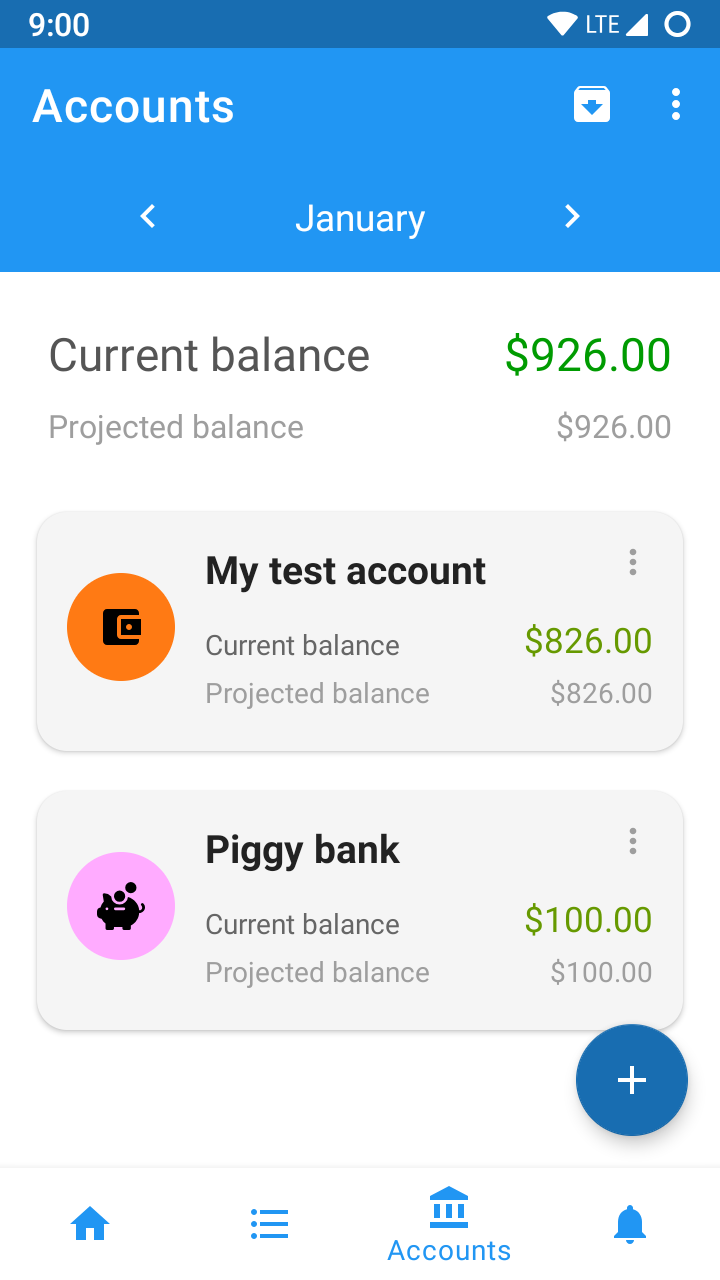 9:00 LTE
Accounts
January
Current balance $926.00
Projected balance $926.00
My test account
Current balance $826.00
Projected balance $826.00
Piggy bank
Current balance $100.00
Projected balance $100.00
Accounts